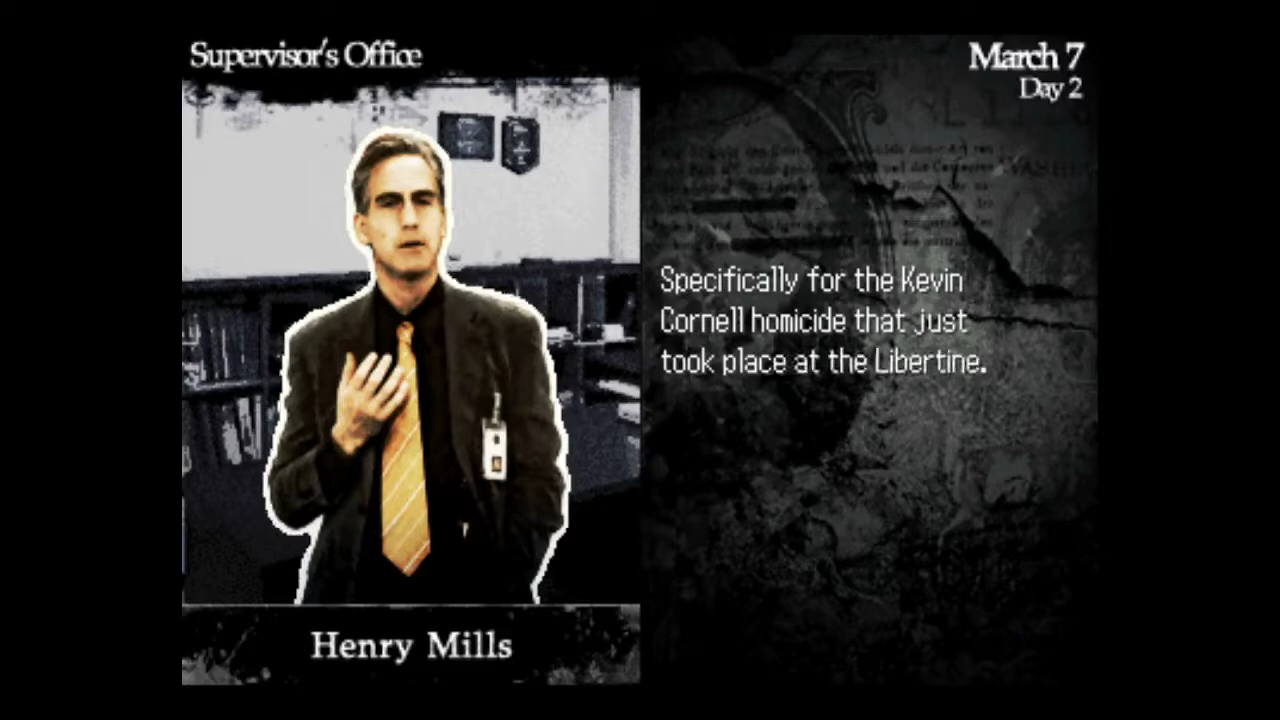 Supervisor's Office
March 7
Day 2
Specifically for the Kevin
Cornell homicide that just
took place at the Libertine.
Henry Mills